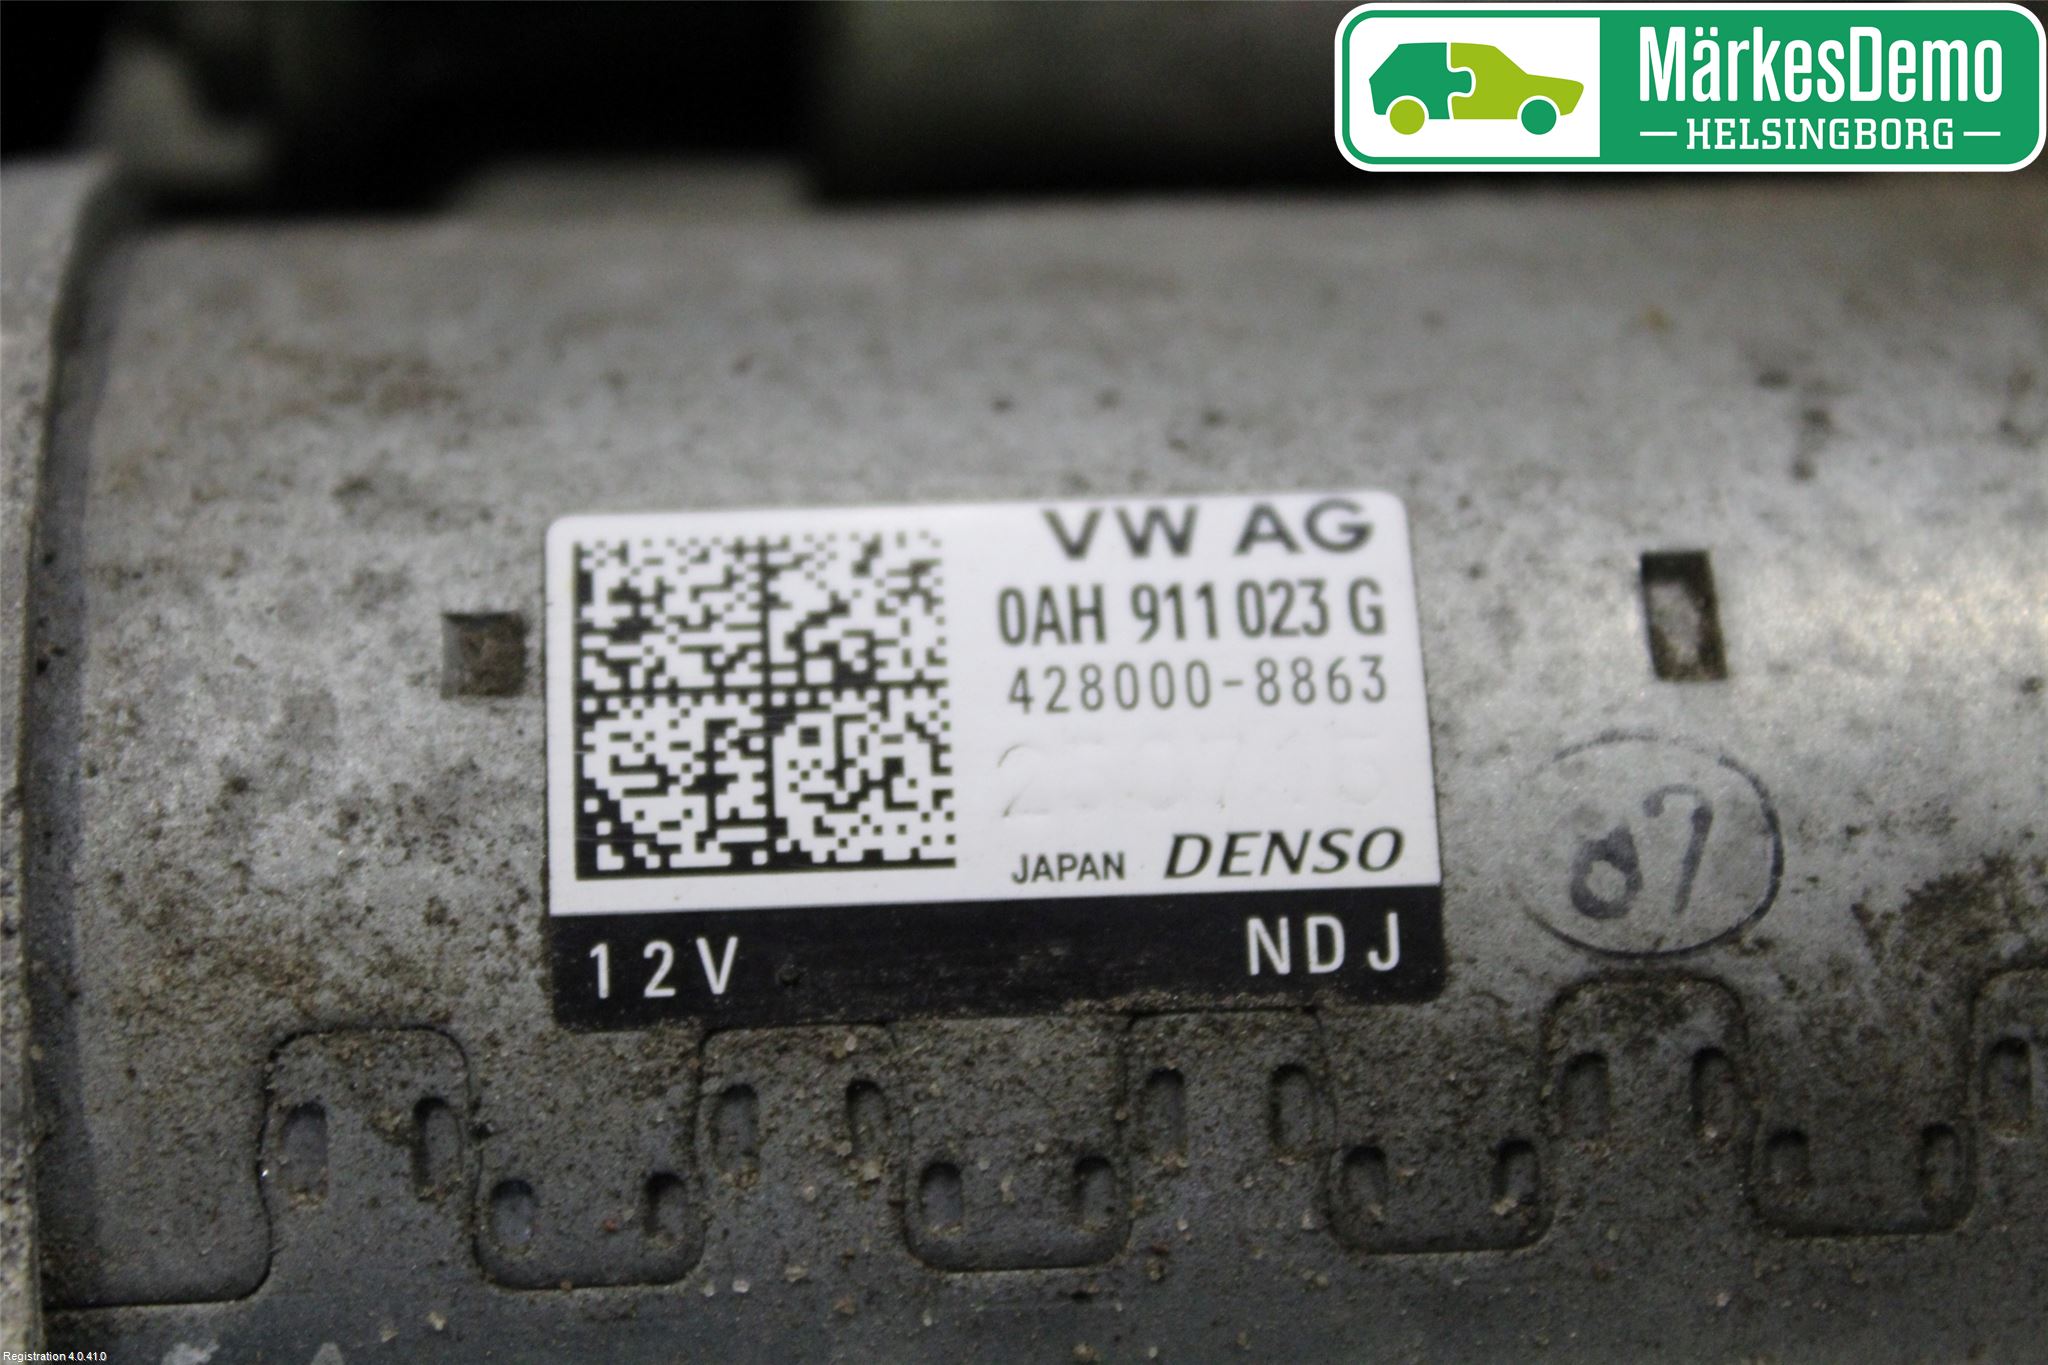 MärkesDemo
HELSINGBORG
VW AG
0AH 911 023 G
428000-8863
JAPAN DENSO
12V NDJ
07
Registration 4.0.41.0